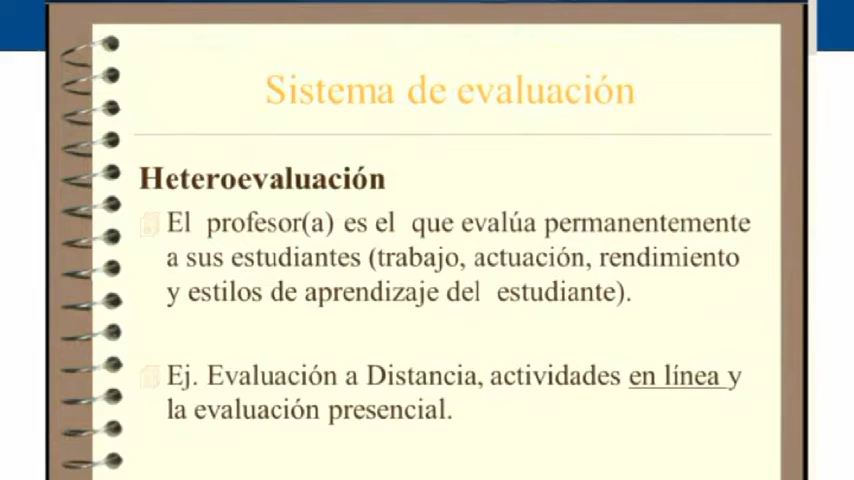 Sistema de evaluación
Heteroevaluación
El profesor(a) es el que evalúa permanentemente
a sus estudiantes (trabajo, actuación, rendimiento
y estilos de aprendizaje del estudiante).
Ej. Evaluación a Distancia, actividades en línea y
la evaluación presencial.